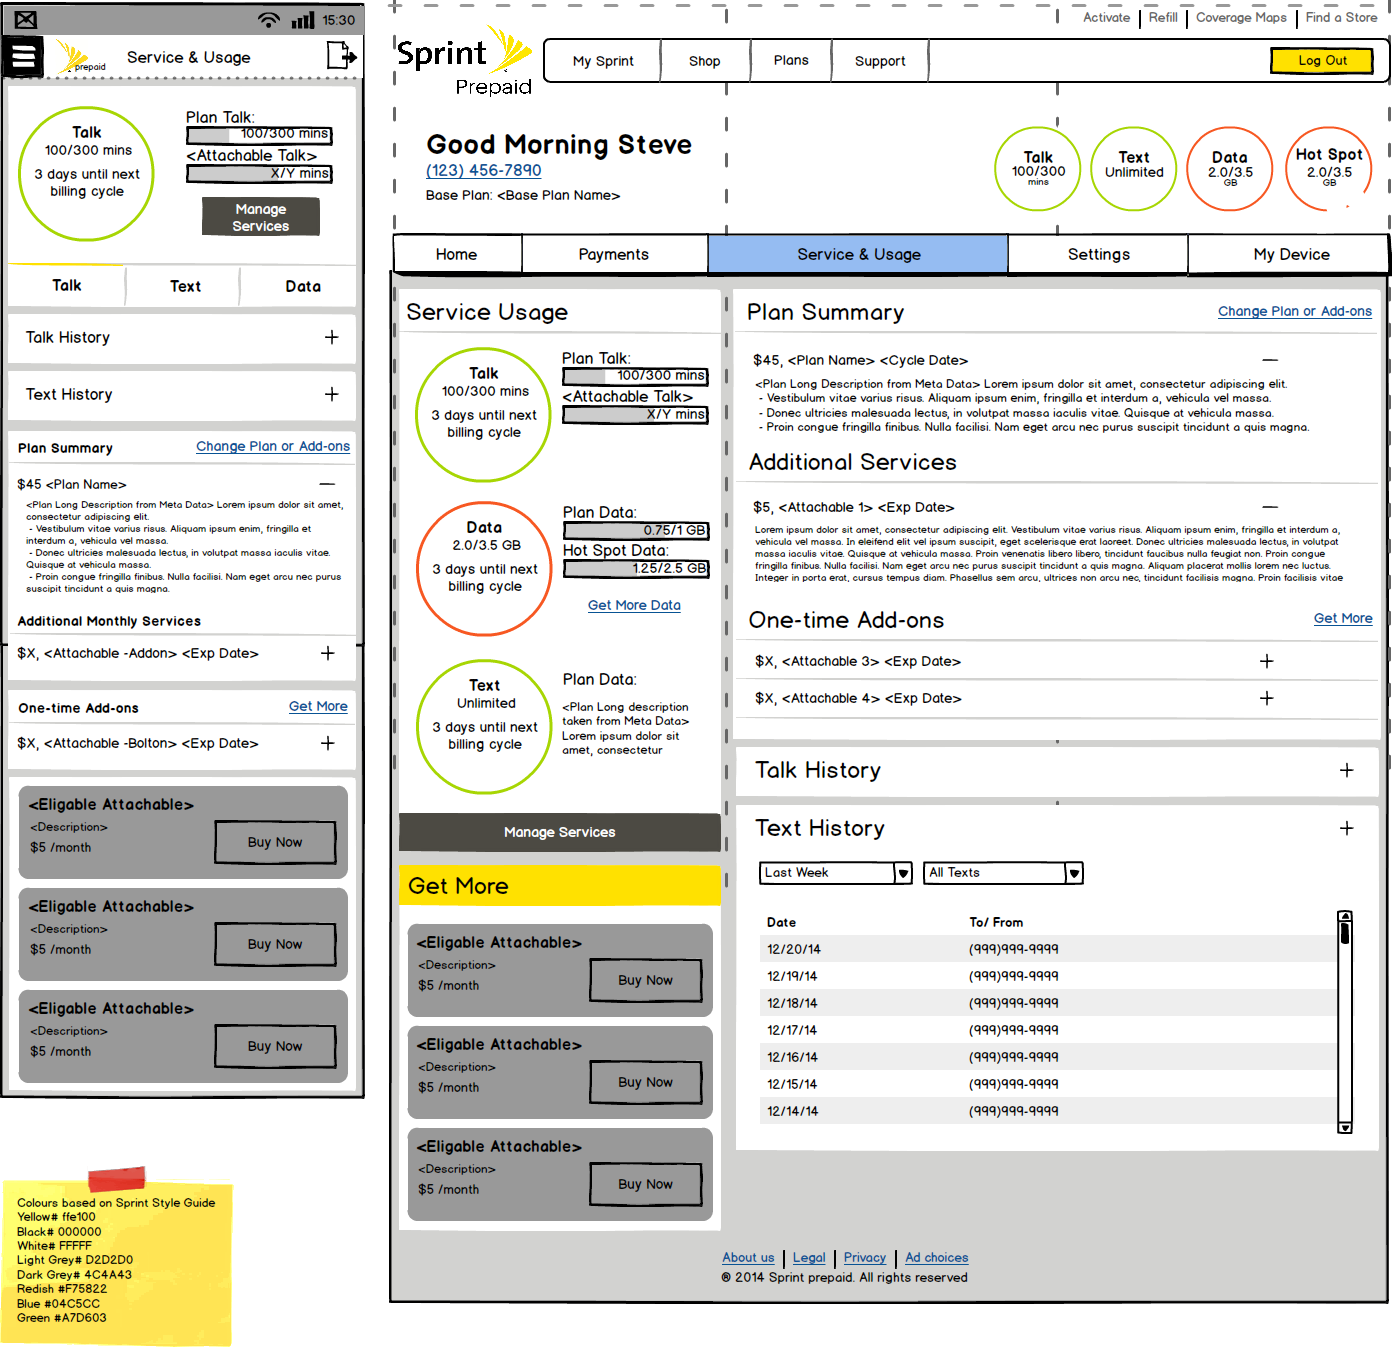 15:30
prepaid
Service & Usage
Talk
100/300 mins
3 days until next
billing cycle
Plan Talk:
100/300 mins
<Attachable Talk>
X/Y mins
Manage
Services
Talk
Text
Data
Talk History
+
Text History
+
Plan Summary
Change Plan or Add-ons
$45 <Plan Name>
<Plan Long Description from Meta Data> Lorem ipsum dolor sit amet,
consectetur adipiscing elit.
- Vestibulum vitae varius risus. Aliquam ipsum enim, fringilla et
interdum a, vehicula vel massa.
- Donec ultricies malesuada lectus, in volutpat massa iaculis vitae.
Quisque at vehicula massa.
- Proin congue fringilla finibus. Nulla facilisi. Nam eget arcu nec purus
suscipit tincidunt a quis magna.
Additional Monthly Services
$X, <Attachable -Addon> <Exp Date>
+
One-time Add-ons
Get More
$X, <Attachable -Bolton> <Exp Date>
+
<Eligable Attachable>
<Description>
$5 /month
Buy Now
<Eligable Attachable>
<Description>
$5 /month
Buy Now
<Eligable Attachable>
<Description>
$5 /month
Buy Now
Colours based on Sprint Style Guide
Yellow# ffe100
Black# 000000
White# FFFFF
Light Grey# D2D2D0
Dark Grey# 4C4A43
Redish #F75822
Blue #04C5CC
Green #A7D603
Activate
Refill
Coverage Maps
Find a Store
Sprint
Prepaid
My Sprint
Shop
Plans
Support
Log Out
Good Morning Steve
(123) 456-7890
Base Plan: <Base Plan Name>
Talk
100/300
mins
Text
Unlimited
Data
2.0/3.5
GB
Hot Spot
2.0/3.5
GB
Home
Payments
Service & Usage
Settings
My Device
Service Usage
Talk
100/300 mins
3 days until next
billing cycle
Plan Talk:
100/300 mins
<Attachable Talk>
X/Y mins
Data
2.0/3.5 GB
3 days until next
billing cycle
Plan Data:
0.75/1 GB
Hot Spot Data:
1.25/2.5 GB
Get More Data
Text
Unlimited
3 days until next
billing cycle
Plan Data:
<Plan Long description
taken from Meta Data>
Lorem ipsum dolor sit
amet, consectetur
Manage Services
Get More
<Eligable Attachable>
<Description>
$5 /month
Buy Now
<Eligable Attachable>
<Description>
$5 /month
Buy Now
<Eligable Attachable>
<Description>
$5 /month
Buy Now
Plan Summary
Change Plan or Add-ons
$45, <Plan Name> <Cycle Date>
<Plan Long Description from Meta Data> Lorem ipsum dolor sit amet, consectetur adipiscing elit.
- Vestibulum vitae varius risus. Aliquam ipsum enim, fringilla et interdum a, vehicula vel massa.
- Donec ultricies malesuada lectus, in volutpat massa iaculis vitae. Quisque at vehicula massa.
- Proin congue fringilla finibus. Nulla facilisi. Nam eget arcu nec purus suscipit tincidunt a quis magna.
Additional Services
$5, <Attachable 1> <Exp Date>
Lorem ipsum dolor sit amet, consectetur adipiscing elit. Vestibulum vitae varius risus. Aliquam ipsum enim, fringilla et interdum a,
vehicula vel massa. In eleifend elit vel ipsum suscipit, eget scelerisque erat laoreet. Donec ultricies malesuada lectus, in volutpat
massa iaculis vitae. Quisque at vehicula massa. Proin venenatis libero libero, tincidunt faucibus nulla feugiat non. Proin congue
fringilla finibus. Nulla facilisi. Nam eget arcu nec purus suscipit tincidunt a quis magna. Aliquam placerat mollis lorem nec luctus.
Integer in porta erat, cursus tempus diam. Phasellus sem arcu, ultrices non arcu nec, tincidunt facilisis magna. Proin facilisis vitae
One-time Add-ons
Get More
$X, <Attachable 3> <Exp Date>
+
$X, <Attachable 4> <Exp Date>
+
Talk History
+
Text History
+
Last Week
All Texts
Date
To/ From
12/20/14
(999)999-9999
12/19/14
(999)999-9999
12/18/14
(999)999-9999
12/17/14
(999)999-9999
12/16/14
(999)999-9999
12/15/14
(999)999-9999
12/14/14
(999)999-9999
About us
Legal
Privacy
Ad choices
® 2014 Sprint prepaid. All rights reserved